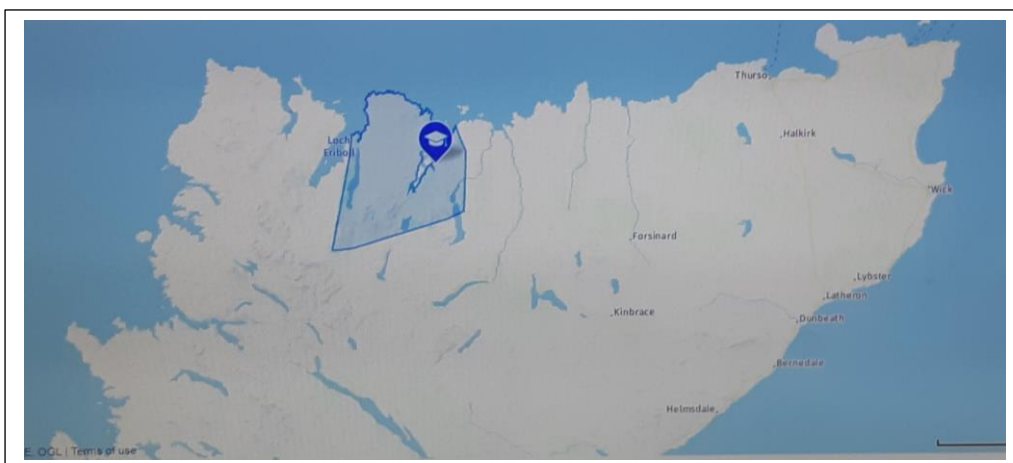 Thurso
Halkirk
Loch
Eriboll
Wick
Forsinard
Lybster
Latheron
Kinbrace
Dunbeath
Berriedale
Helmsdale
E, OGL | Terms of use